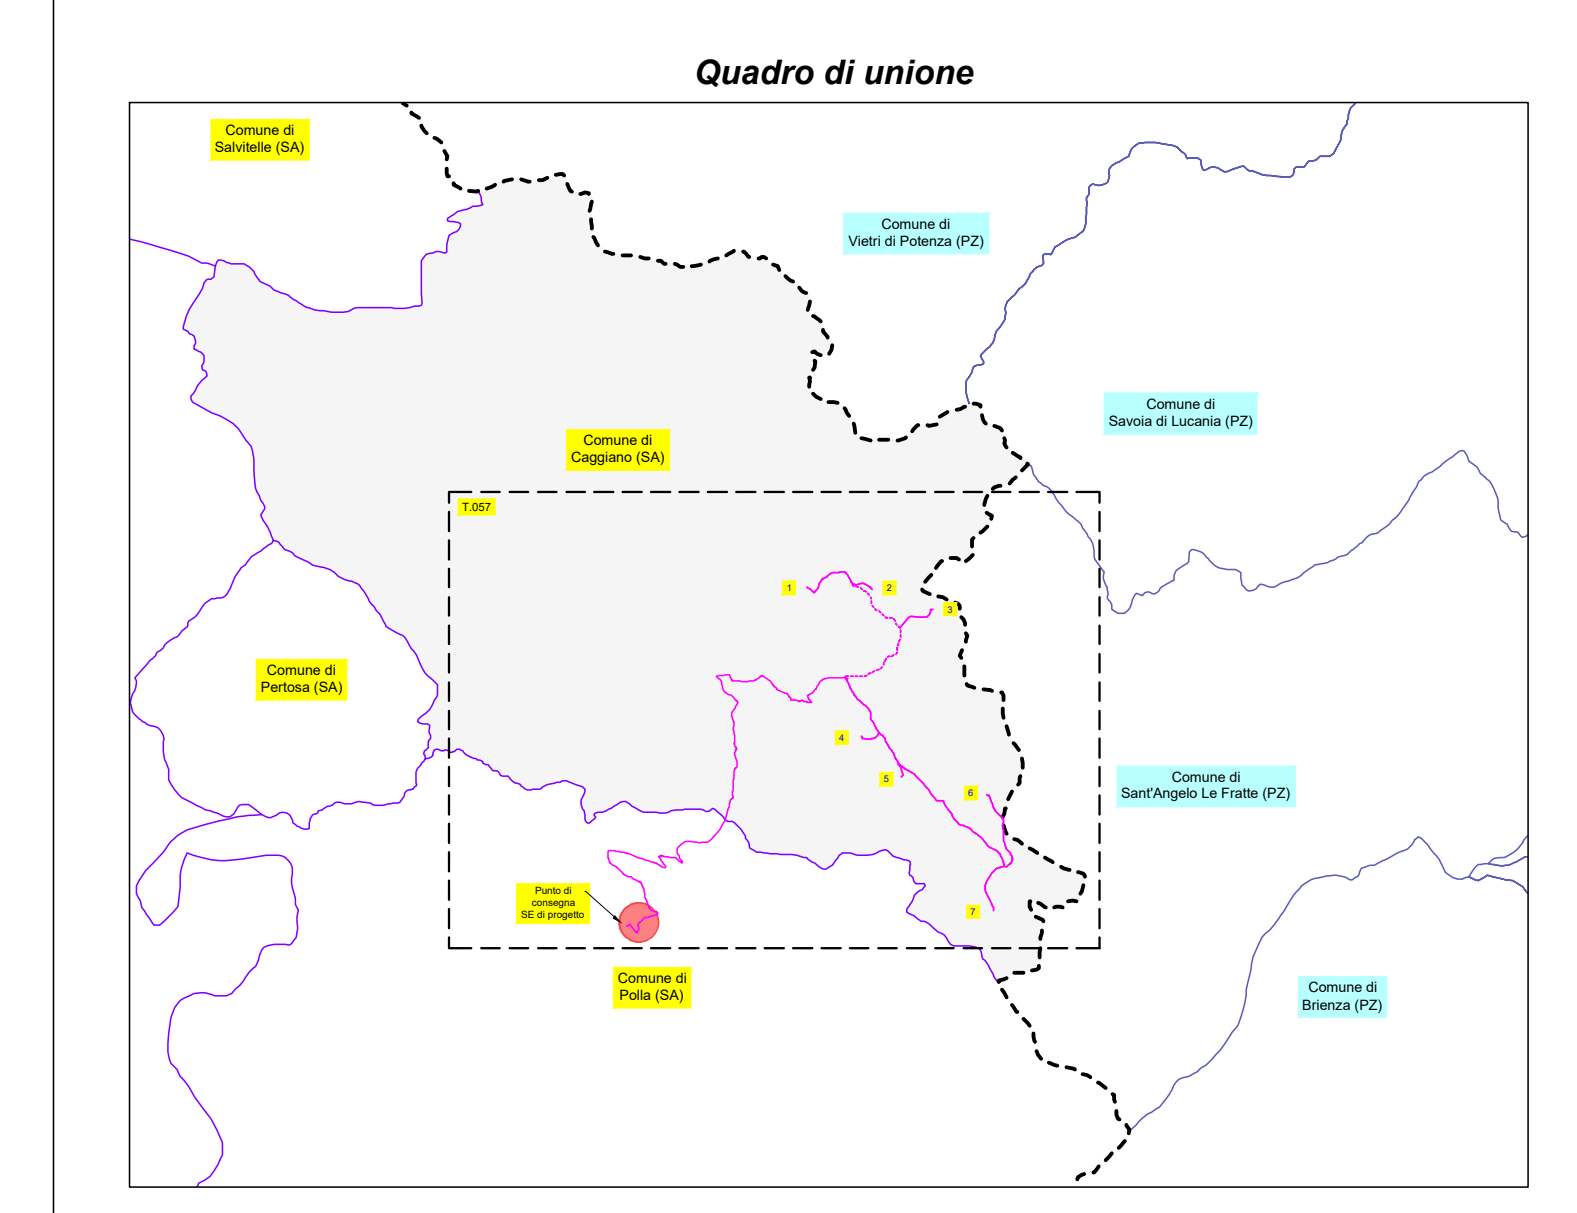 Quadro di unione
Comune di
Salvitelle (SA)
Comune di
Vietri di Potenza (PZ)
Comune di
Savoia di Lucania (PZ)
Comune di
Caggiano (SA)
T.057
1
2
3
Comune di
Pertosa (SA)
4
5
6
Comune di
Sant'Angelo Le Fratte (PZ)
Punto di
consegna
SE di progetto
7
Comune di
Polla (SA)
Comune di
Brienza (PZ)